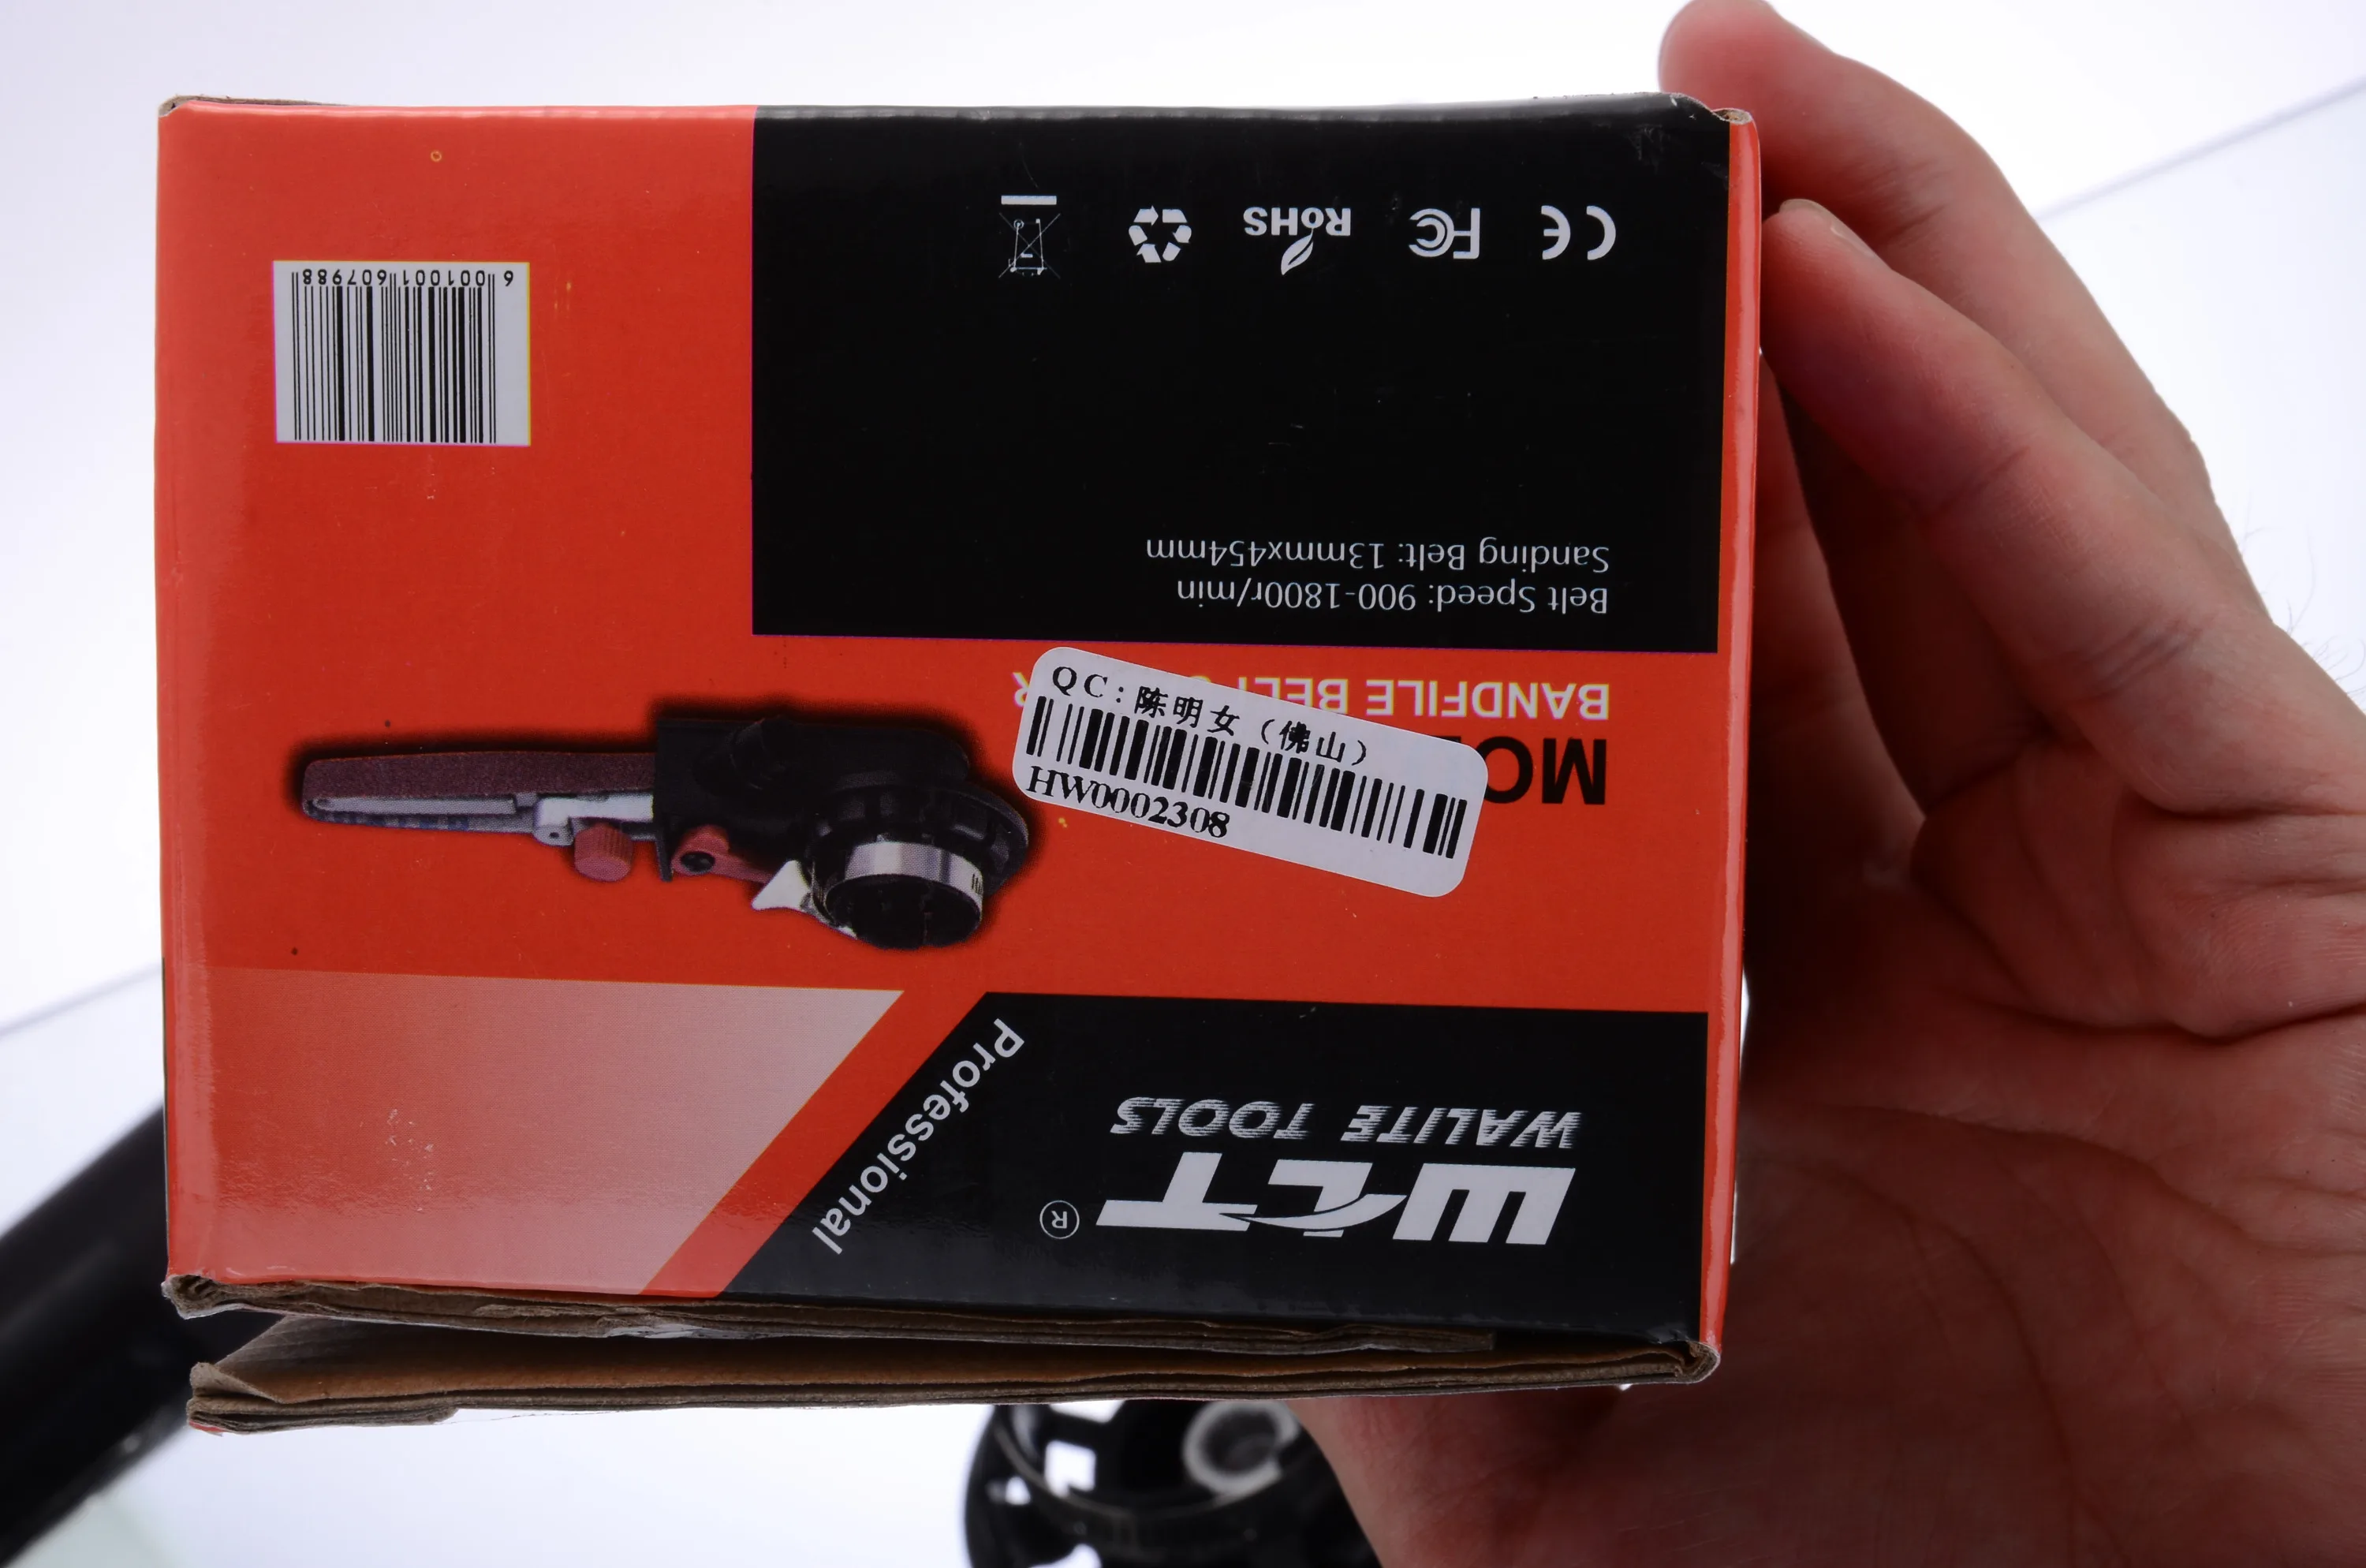 WLT ®
WALITE TOOLS
Professional
BANDFILE BELT
QC:陈明女（佛山）
HW0002308
Belt Speed: 900-1800r/min
Sanding Belt: 13mmx454mm
CE FC RoHS
6 001001 607988